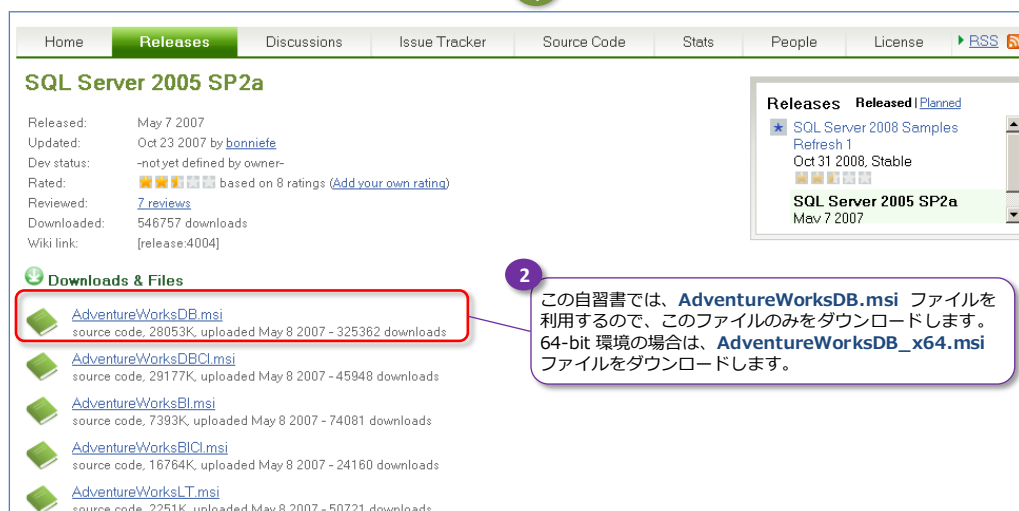 Home Releases Discussions Issue Tracker Source Code Stats People License RSS
SQL Server 2005 SP2a
Released: May 7 2007
Updated: Oct 23 2007 by bonniefe
Dev status: -not yet defined by owner-
Rated: based on 8 ratings (Add your own rating)
Reviewed: 7 reviews
Downloaded: 546757 downloads
Wiki link: [release:4004]
Releases Released | Planned
SQL Server 2008 Samples
Refresh 1
Oct 31 2008, Stable
SQL Server 2005 SP2a
May 7 2007
Downloads & Files
AdventureWorksDB.msi
source code, 28053K, uploaded May 8 2007 - 325362 downloads
AdventureWorksDBCI.msi
source code, 29177K, uploaded May 8 2007 - 45948 downloads
AdventureWorksBI.msi
source code, 7393K, uploaded May 8 2007 - 74081 downloads
AdventureWorksBICI.msi
source code, 16764K, uploaded May 8 2007 - 24160 downloads
AdventureWorksLT.msi
source code, 2251K, uploaded May 8 2007 - 50721 downloads
2
この自習書では、AdventureWorksDB.msi ファイルを
利用するので、このファイルのみをダウンロードします。
64-bit 環境の場合は、AdventureWorksDB_x64.msi
ファイルをダウンロードします。